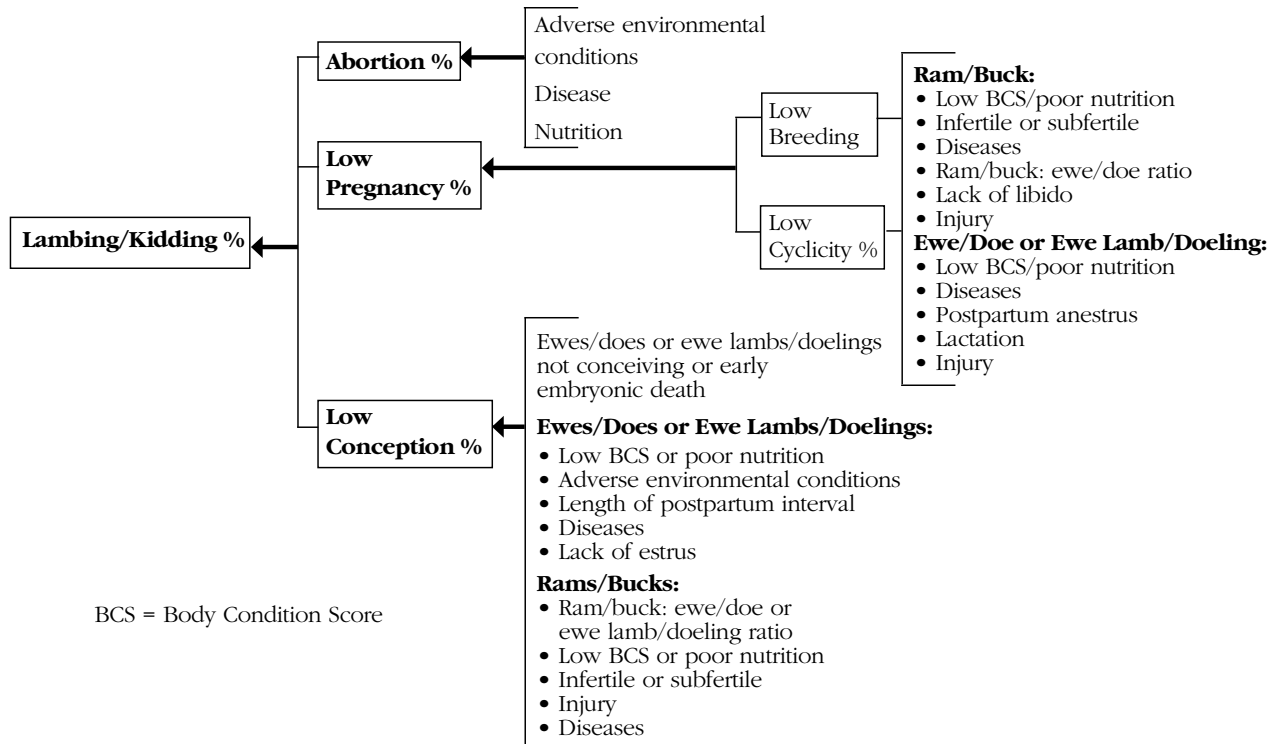 Adverse environmental
conditions
Disease
Nutrition
Abortion %
Low
Pregnancy %
Low
Breeding
Low
Cyclicity %
Ram/Buck:
• Low BCS/poor nutrition
• Infertile or subfertile
• Diseases
• Ram/buck: ewe/doe ratio
• Lack of libido
• Injury
Ewe/Doe or Ewe Lamb/Doeling:
• Low BCS/poor nutrition
• Diseases
• Postpartum anestrus
• Lactation
• Injury
Lambing/Kidding %
Low
Conception %
Ewes/does or ewe lambs/doelings
not conceiving or early
embryonic death
Ewes/Does or Ewe Lambs/Doelings:
• Low BCS or poor nutrition
• Adverse environmental conditions
• Length of postpartum interval
• Diseases
• Lack of estrus
Rams/Bucks:
• Ram/buck: ewe/doe or
ewe lamb/doeling ratio
• Low BCS or poor nutrition
• Infertile or subfertile
• Injury
• Diseases
BCS = Body Condition Score